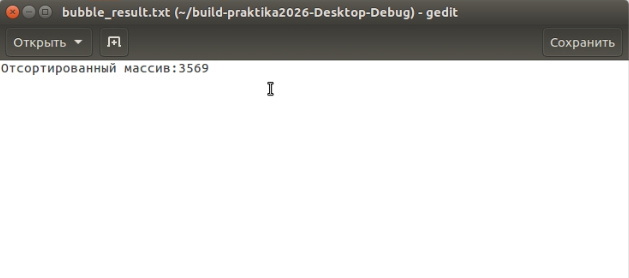 bubble_result.txt (~/build-praktika2026-Desktop-Debug) - gedit
Открыть
Сохранить
Отсортированный массив:3569